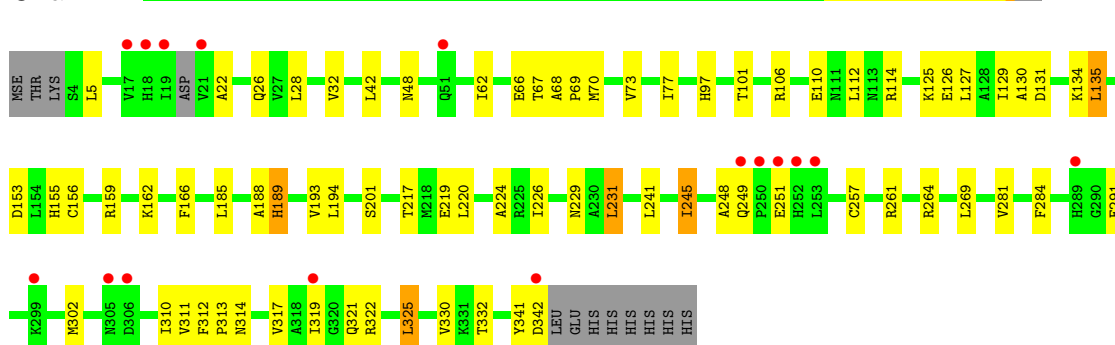 MSE THR LYS S4 L5 V17 H18 I19 ASP V21 A22 Q26 V27 L28 V32 L42 N48 Q51 I62 E66 T67 A68 P69 M70 V73 I77 H97 T101 R106 E110 N111 L112 N113 R114 K125 E126 L127 A128 I129 A130 D131 K134 L135
D153 L154 H155 C156 R159 K162 F166 L185 A188 H189 V193 L194 S201 T217 M218 E219 L220 A224 R225 I226 N229 A230 L231 L241 I245 A248 Q249 P250 E251 H252 L253 C257 R261 R264 L269 V281 F284 H289 G290
K299 M302 N305 D306 I310 V311 F312 P313 N314 V317 A318 I319 G320 Q321 R322 L325 V330 K331 T332 Y341 D342 LEU GLU HIS HIS HIS HIS HIS HIS